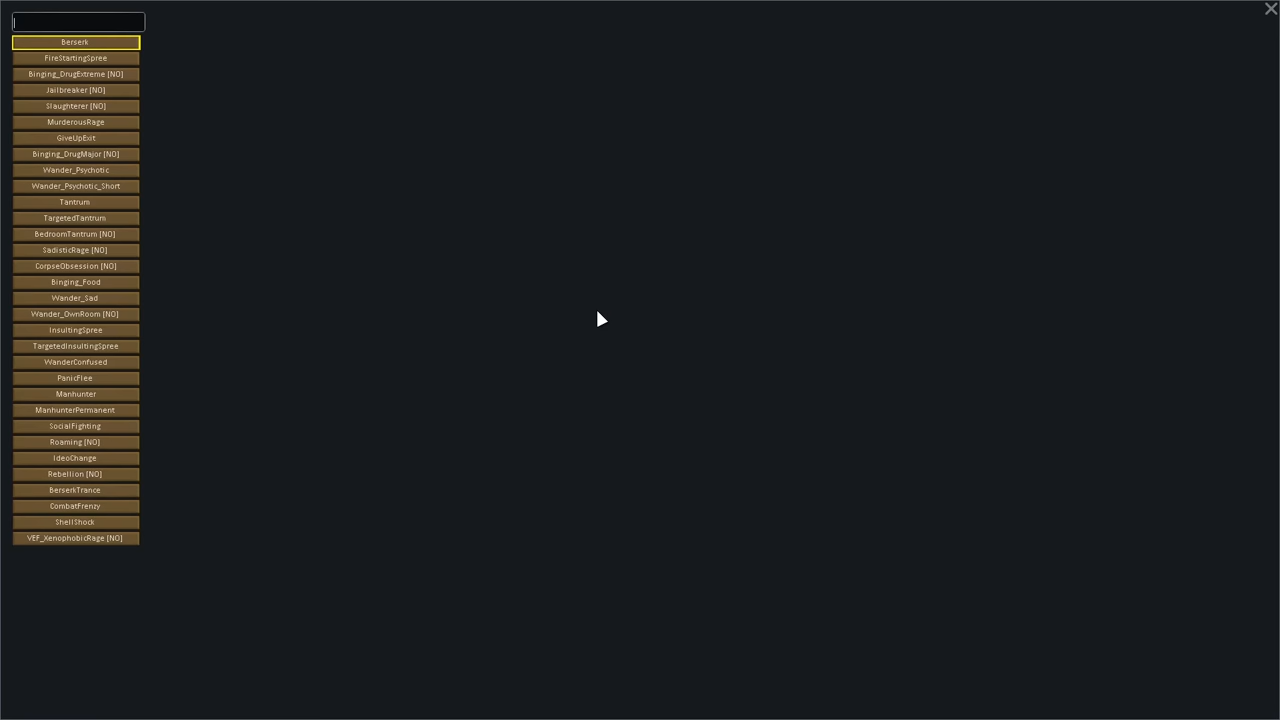 Berserk
FireStartingSpree
Binging_DrugExtreme [NO]
Jailbreaker [NO]
Slaughterer [NO]
MurderousRage
GiveUpExit
Binging_DrugMajor [NO]
Wander_Psychotic
Wander_Psychotic_Short
Tantrum
TargetedTantrum
BedroomTantrum [NO]
SadisticRage [NO]
CorpseObsession [NO]
Binging_Food
Wander_Sad
Wander_OwnRoom [NO]
InsultingSpree
TargetedInsultingSpree
WanderConfused
PanicFlee
Manhunter
ManhunterPermanent
SocialFighting
Roaming [NO]
IdeoChange
Rebellion [NO]
BerserkTrance
CombatFrenzy
ShellShock
VEF_XenophobicRage [NO]